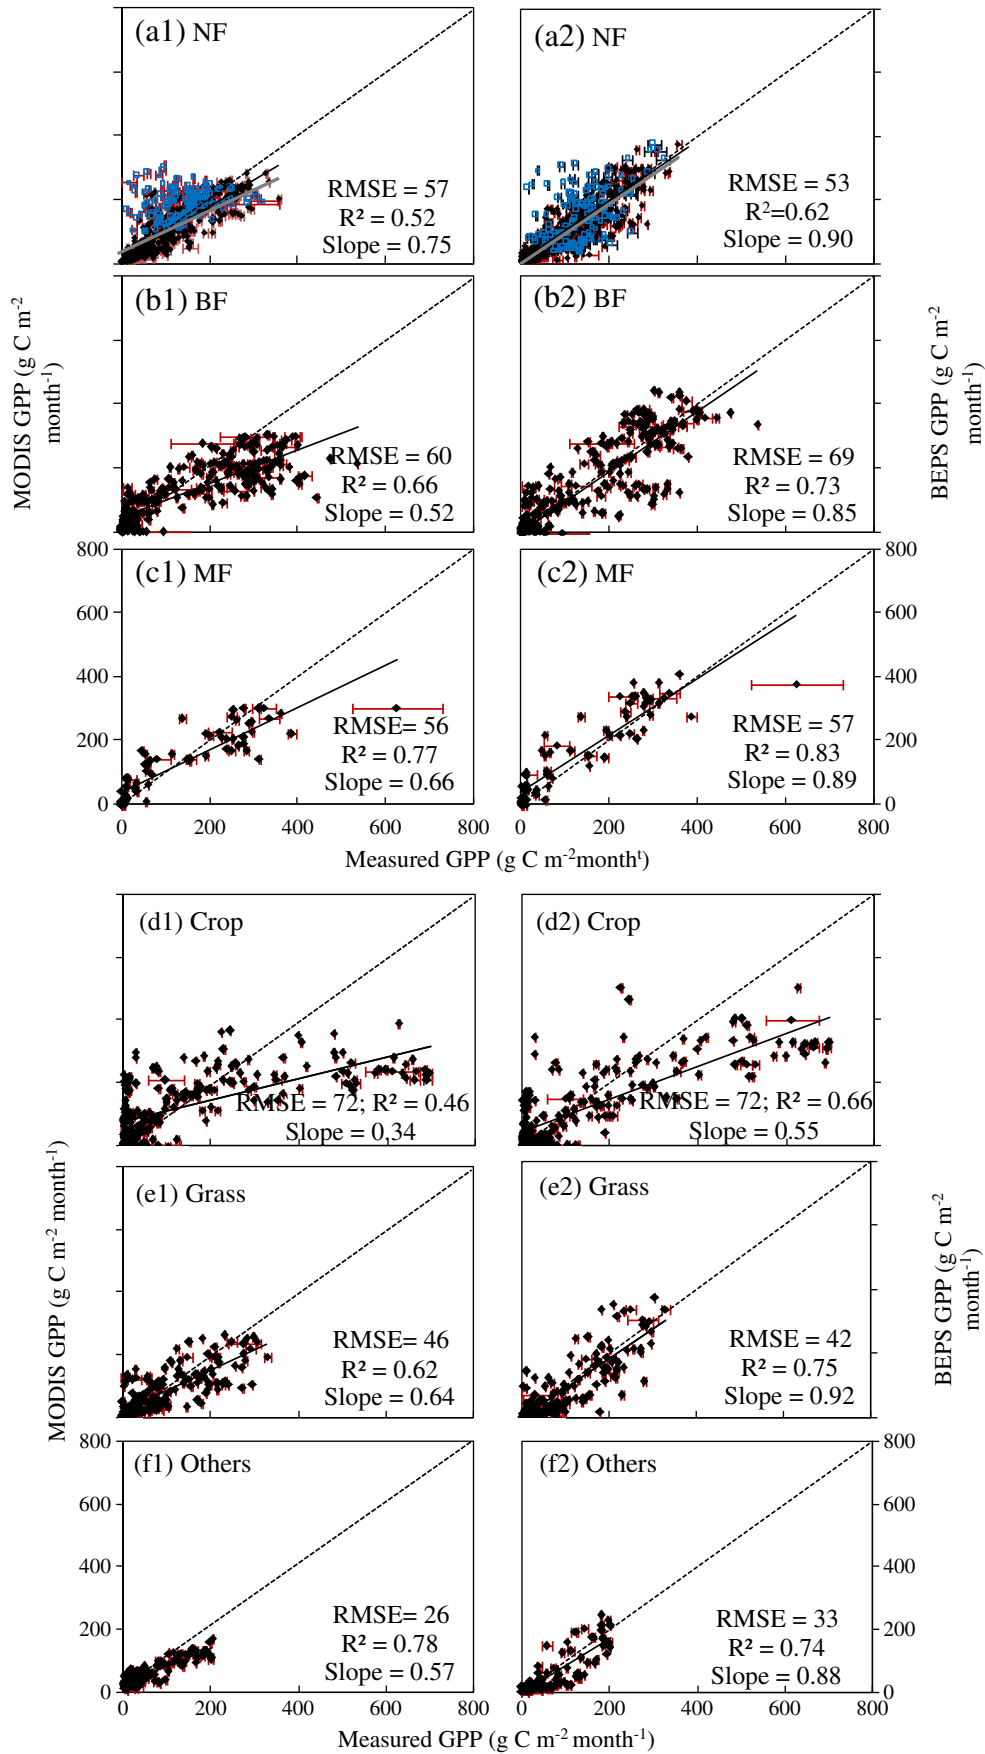 (a1) NF
RMSE = 57
R² = 0.52
Slope = 0.75
(a2) NF
RMSE = 53
R²=0.62
Slope = 0.90
(b1) BF
RMSE = 60
R² = 0.66
Slope = 0.52
(b2) BF
RMSE = 69
R² = 0.73
Slope = 0.85
MODIS GPP (g C m⁻²
month⁻¹)
BEPS GPP (g C m⁻²
month⁻¹)
800
600
400
200
0
(c1) MF
RMSE= 56
R² = 0.77
Slope = 0.66
0 200 400 600 800
(c2) MF
RMSE = 57
R² = 0.83
Slope = 0.89
0 200 400 600 800
800
600
400
200
0
Measured GPP (g C m⁻²monthᵗ)
(d1) Crop
RMSE = 72; R² = 0.46
Slope = 0,34
(d2) Crop
RMSE = 72; R² = 0.66
Slope = 0.55
(e1) Grass
RMSE= 46
R² = 0.62
Slope = 0.64
(e2) Grass
RMSE = 42
R² = 0.75
Slope = 0.92
MODIS GPP (g C m⁻² month⁻¹)
BEPS GPP (g C m⁻²
month⁻¹)
800
600
400
200
0
(f1) Others
RMSE= 26
R² = 0.78
Slope = 0.57
0 200 400 600 800
(f2) Others
RMSE = 33
R² = 0.74
Slope = 0.88
0 200 400 600 800
800
600
400
200
0
Measured GPP (g C m⁻² month⁻¹)